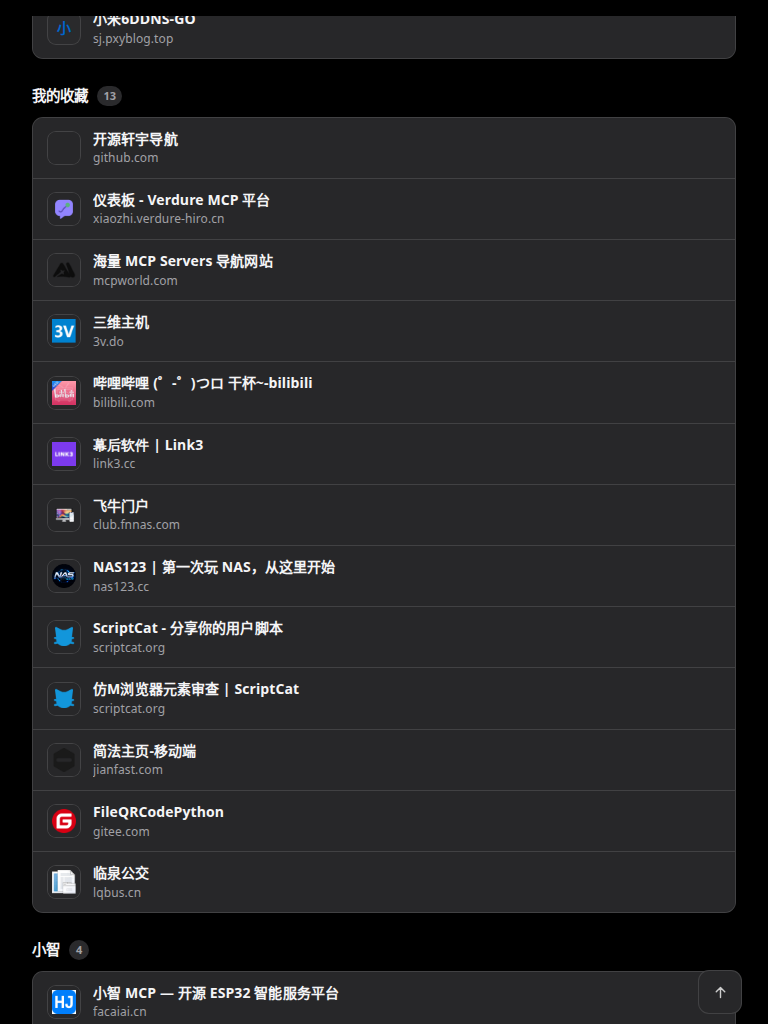 小米6DDNS-GO
小
sj.pxyblog.top
我的收藏 13
开源轩宇导航
github.com
仪表板 - Verdure MCP 平台
xiaozhi.verdure-hiro.cn
海量 MCP Servers 导航网站
mcpworld.com
3V
三维主机
3v.do
哔哩哔哩 (゜-゜)つロ 干杯~-bilibili
bilibili.com
LINK3
幕后软件 | Link3
link3.cc
飞牛门户
club.fnnas.com
NAS
NAS123 | 第一次玩 NAS，从这里开始
nas123.cc
ScriptCat - 分享你的用户脚本
scriptcat.org
仿M浏览器元素审查 | ScriptCat
scriptcat.org
简法主页-移动端
jianfast.com
G
FileQRCodePython
gitee.com
临泉公交
lqbus.cn
小智 4
HJ
小智 MCP — 开源 ESP32 智能服务平台
facaiai.cn